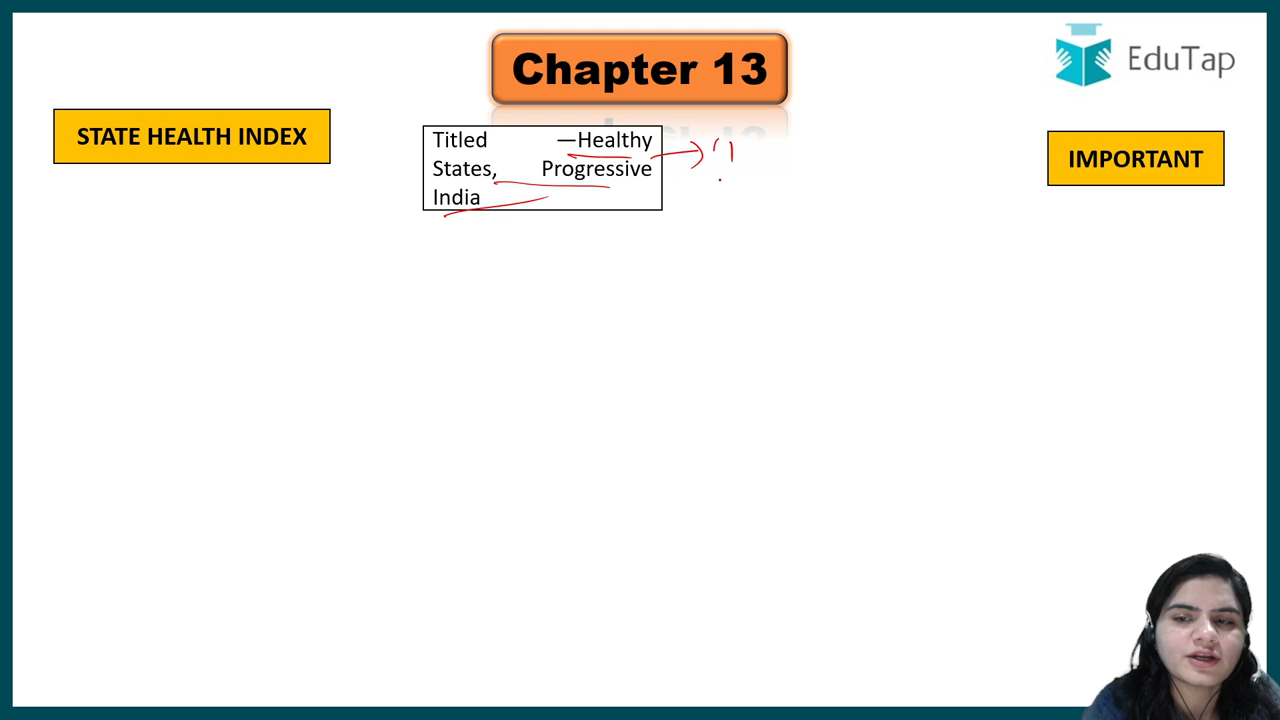 Chapter 13
EduTap
STATE HEALTH INDEX
Titled —Healthy
States, Progressive
India
IMPORTANT